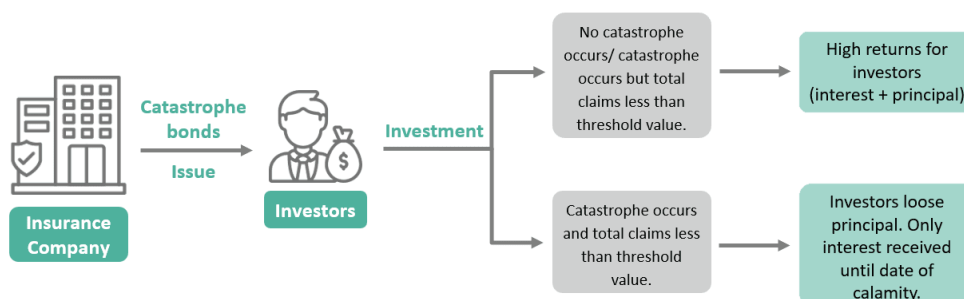 Catastrophe
bonds
Issue
Insurance
Company
Investors
Investment
No catastrophe
occurs/ catastrophe
occurs but total
claims less than
threshold value.
High returns for
investors
(interest + principal)
Catastrophe occurs
and total claims less
than threshold
value.
Investors loose
principal. Only
interest received
until date of
calamity.
$